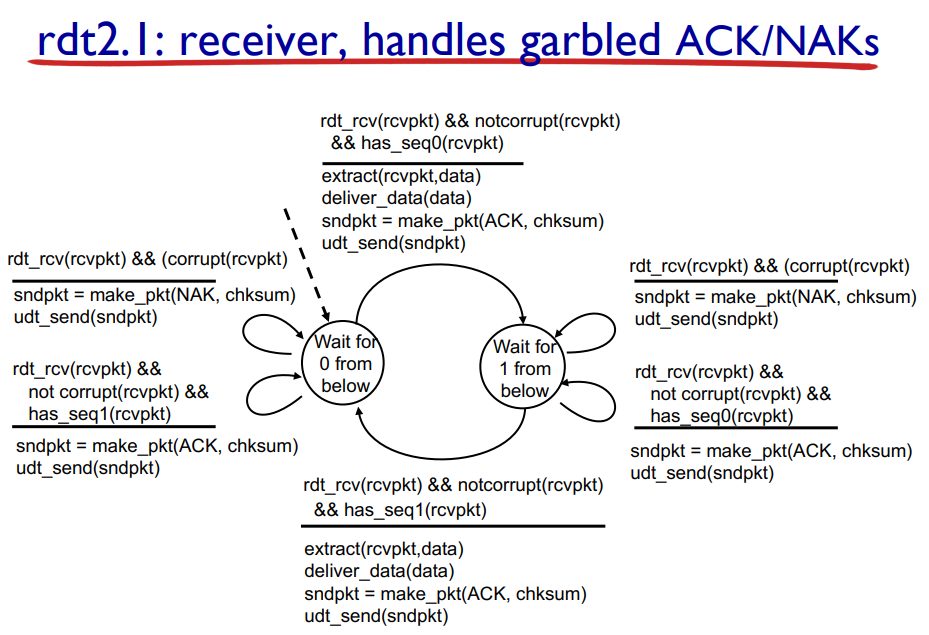 rdt2.1: receiver, handles garbled ACK/NAKs
rdt_rcv(rcvpkt) && notcorrupt(rcvpkt)
&& has_seq0(rcvpkt)
extract(rcvpkt,data)
deliver_data(data)
sndpkt = make_pkt(ACK, chksum)
udt_send(sndpkt)
rdt_rcv(rcvpkt) && (corrupt(rcvpkt)
sndpkt = make_pkt(NAK, chksum)
udt_send(sndpkt)
rdt_rcv(rcvpkt) &&
not corrupt(rcvpkt) &&
has_seq1(rcvpkt)
sndpkt = make_pkt(ACK, chksum)
udt_send(sndpkt)
Wait for
0 from
below
Wait for
1 from
below
rdt_rcv(rcvpkt) && (corrupt(rcvpkt)
sndpkt = make_pkt(NAK, chksum)
udt_send(sndpkt)
rdt_rcv(rcvpkt) &&
not corrupt(rcvpkt) &&
has_seq0(rcvpkt)
sndpkt = make_pkt(ACK, chksum)
udt_send(sndpkt)
rdt_rcv(rcvpkt) && notcorrupt(rcvpkt)
&& has_seq1(rcvpkt)
extract(rcvpkt,data)
deliver_data(data)
sndpkt = make_pkt(ACK, chksum)
udt_send(sndpkt)